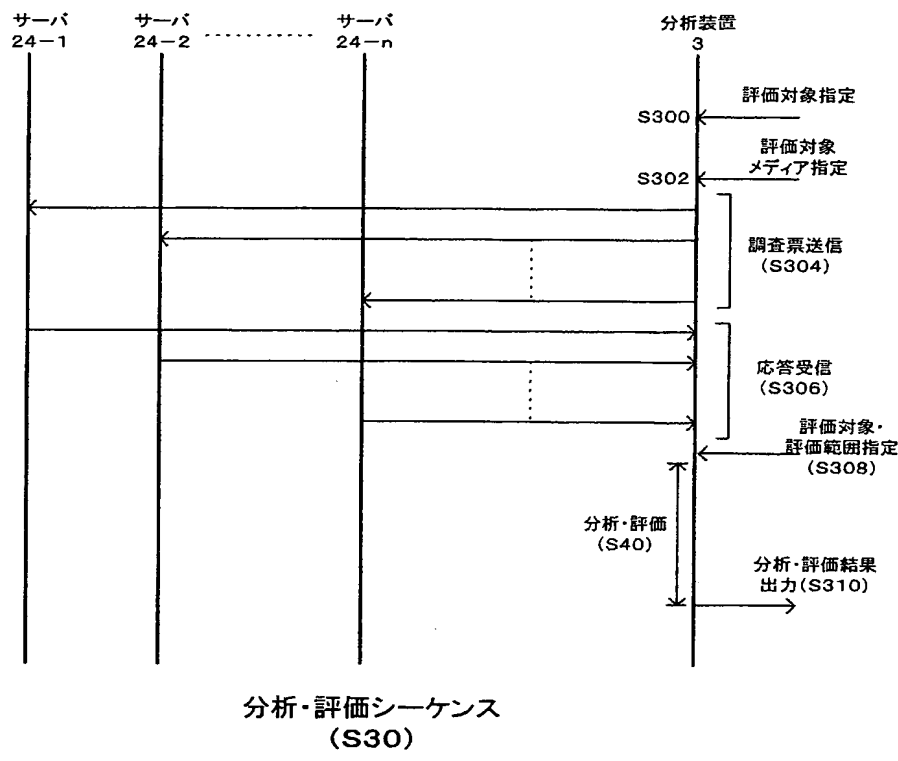 サーバ
24-1
サーバ
24-2
サーバ
24-n
分析装置
3
S300
評価対象指定
評価対象
メディア指定
S302
調査票送信
(S304)
応答受信
(S306)
評価対象・
評価範囲指定
(S308)
分析・評価
(S40)
分析・評価結果
出力(S310)
分析・評価シーケンス
(S30)